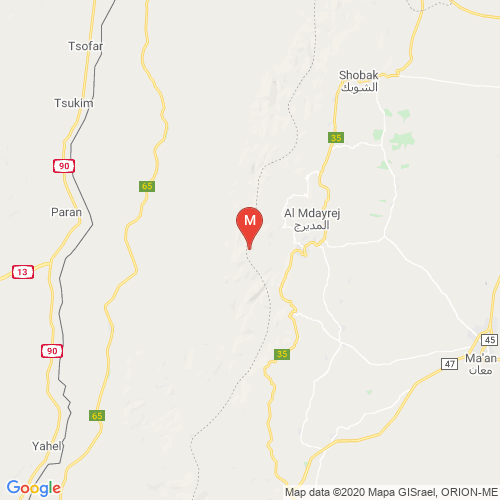 Tsofar
Shobak
الشوبك
Tsukim
35
90
65
Paran
M
Al Mdayrej
المديرج
13
45
90
35
Ma'an
معان
47
65
Yahel
Google
Map data ©2020 Mapa GISrael, ORION-ME